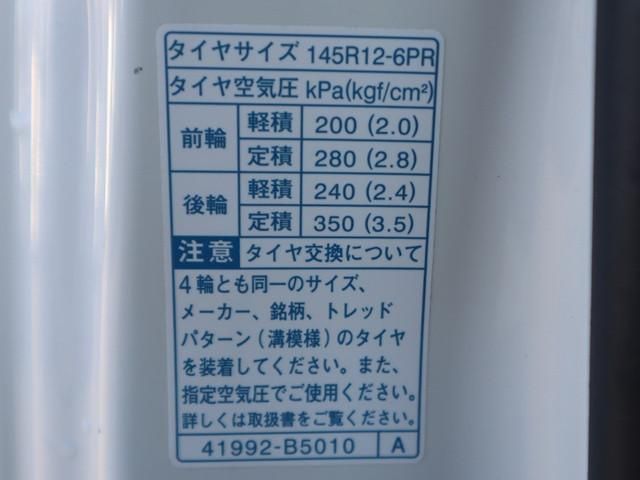 タイヤサイズ 145R12-6PR
タイヤ空気圧 kPa(kgf/cm²)
前輪 軽積 200 (2.0)
定積 280 (2.8)
後輪 軽積 240 (2.4)
定積 350 (3.5)
注意 タイヤ交換について
4輪とも同一のサイズ、
メーカー、銘柄、トレッド
パターン(溝模様)のタイヤ
を装着してください。また、
指定空気圧でご使用ください。
詳しくは取扱書をご覧ください。
41992-B5010 A